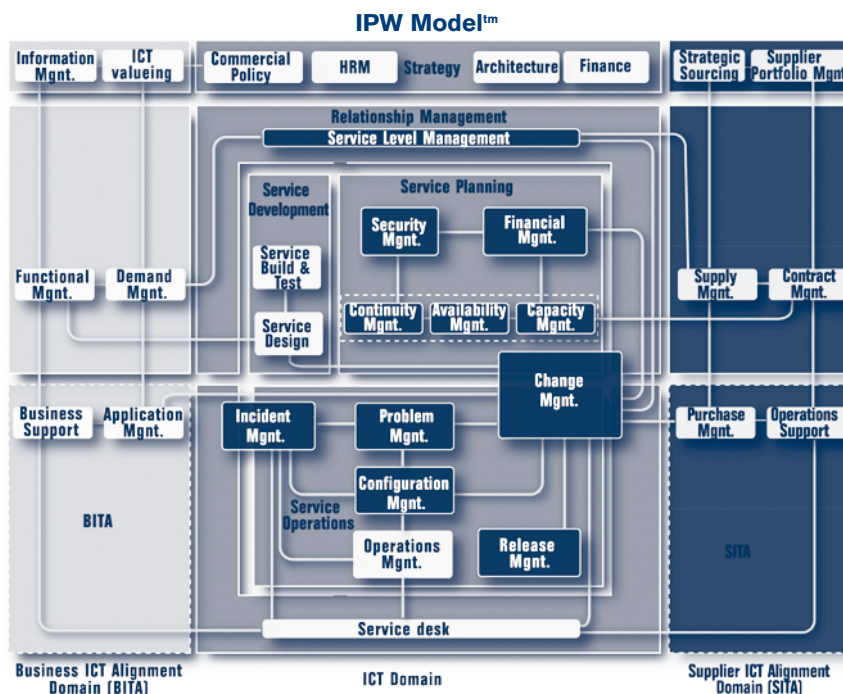 IPW Model™
Information Mgnt.
ICT valueing
Commercial Policy
HRM
Strategy
Architecture
Finance
Strategic Sourcing
Supplier Portfolio Mgnt
Relationship Management
Service Level Management
Service Development
Service Planning
Security Mgnt.
Financial Mgnt.
Service Build & Test
Functional Mgnt.
Demand Mgnt.
Supply Mgnt.
Contract Mgnt.
Continuity Mgnt.
Availability Mgnt.
Capacity Mgnt.
Service Design
Change Mgnt.
Business Support
Application Mgnt.
Incident Mgnt.
Problem Mgnt.
Purchase Mgnt.
Operations Support
Configuration Mgnt.
Service Operations
BITA
Operations Mgnt.
Release Mgnt.
SITA
Service desk
Business ICT Alignment Domain (BITA)
ICT Domain
Supplier ICT Alignment Domain (SITA)